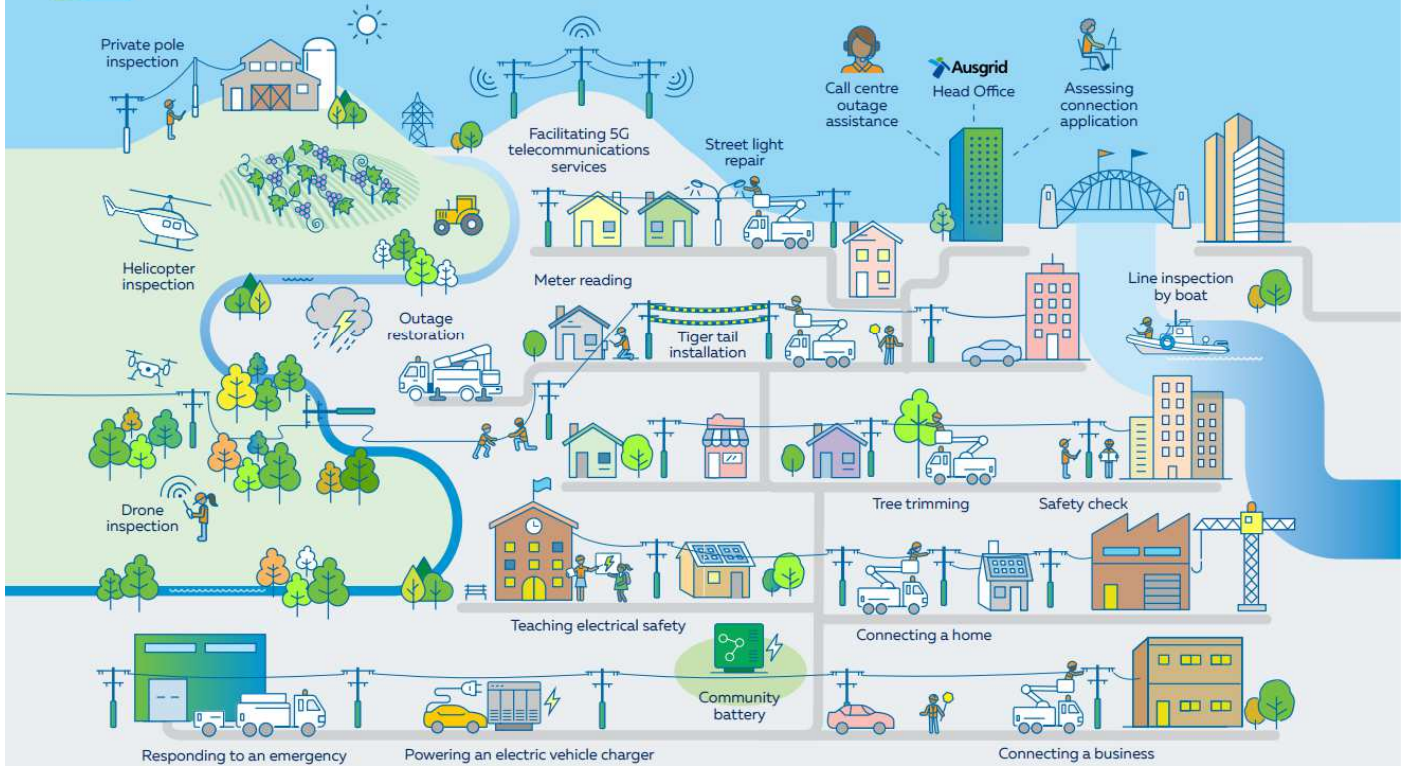 Private pole
inspection
Facilitating 5G
telecommunications
services
Street light
repair
Call centre
outage
assistance
Ausgrid
Head Office
Assessing
connection
application
Helicopter
inspection
Meter reading
Line inspection
by boat
Outage
restoration
Tiger tail
installation
Drone
inspection
Tree trimming
Safety check
Teaching electrical safety
Connecting a home
Community
battery
Responding to an emergency
Powering an electric vehicle charger
Connecting a business